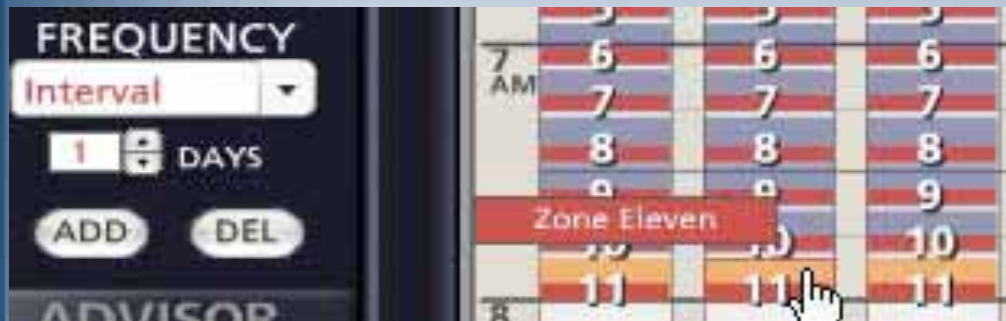 FREQUENCY
Interval
1 DAYS
ADD DEL
ADVISOR
7 AM
6 6 6
7 7 7
8 8 8
9
Zone Eleven
10 10
11 11 11
8